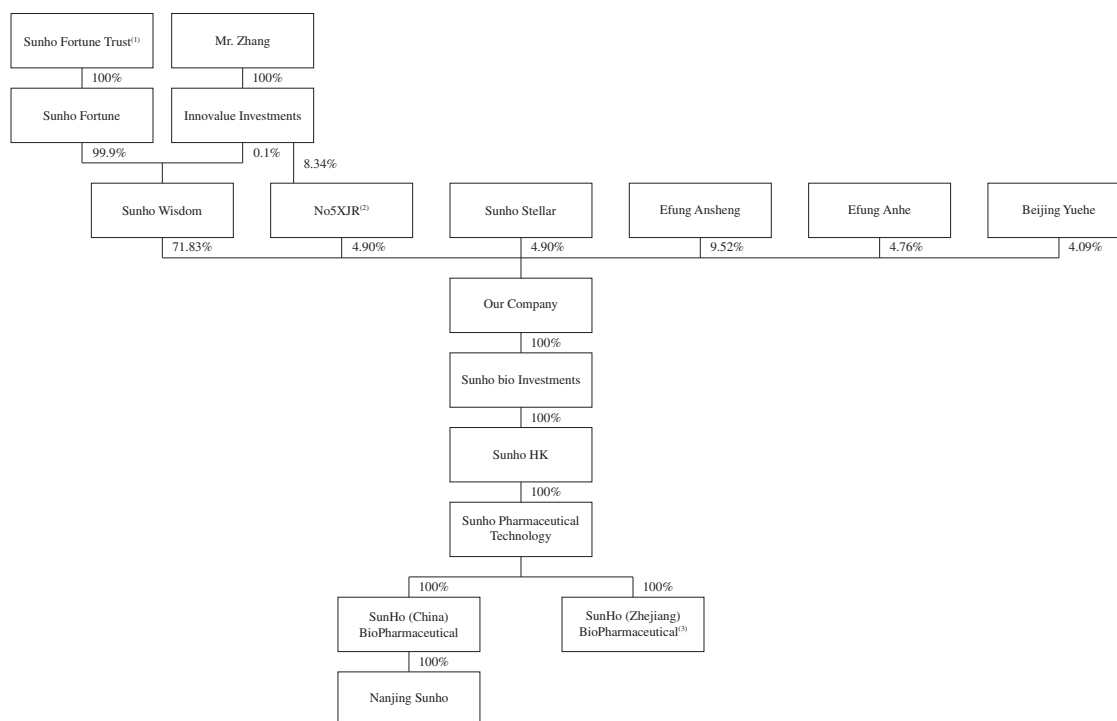 Sunho Fortune Trust(1)
Mr. Zhang
100%
100%
Sunho Fortune
Innovalue Investments
99.9%
0.1%
8.34%
Sunho Wisdom
No5XJR(2)
Sunho Stellar
Efung Ansheng
Efung Anhe
Beijing Yuehe
71.83%
4.90%
4.90%
9.52%
4.76%
4.09%
Our Company
100%
Sunho bio Investments
100%
Sunho HK
100%
Sunho Pharmaceutical
Technology
100%
100%
SunHo (China)
BioPharmaceutical
SunHo (Zhejiang)
BioPharmaceutical(3)
100%
Nanjing Sunho